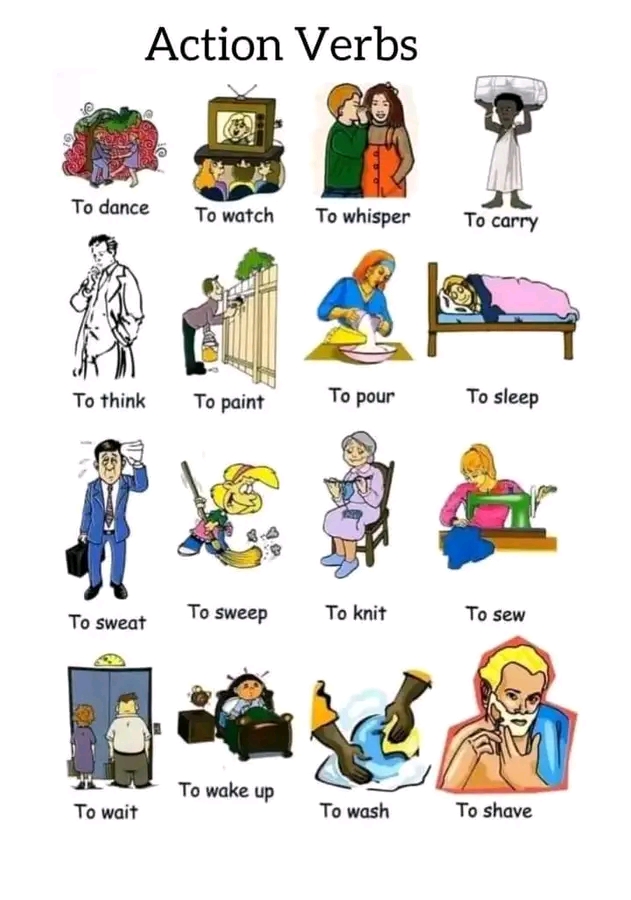 Action Verbs
To dance
To watch
To whisper
To carry
To think
To paint
To pour
To sleep
To sweat
To sweep
To knit
To sew
To wait
To wake up
To wash
To shave